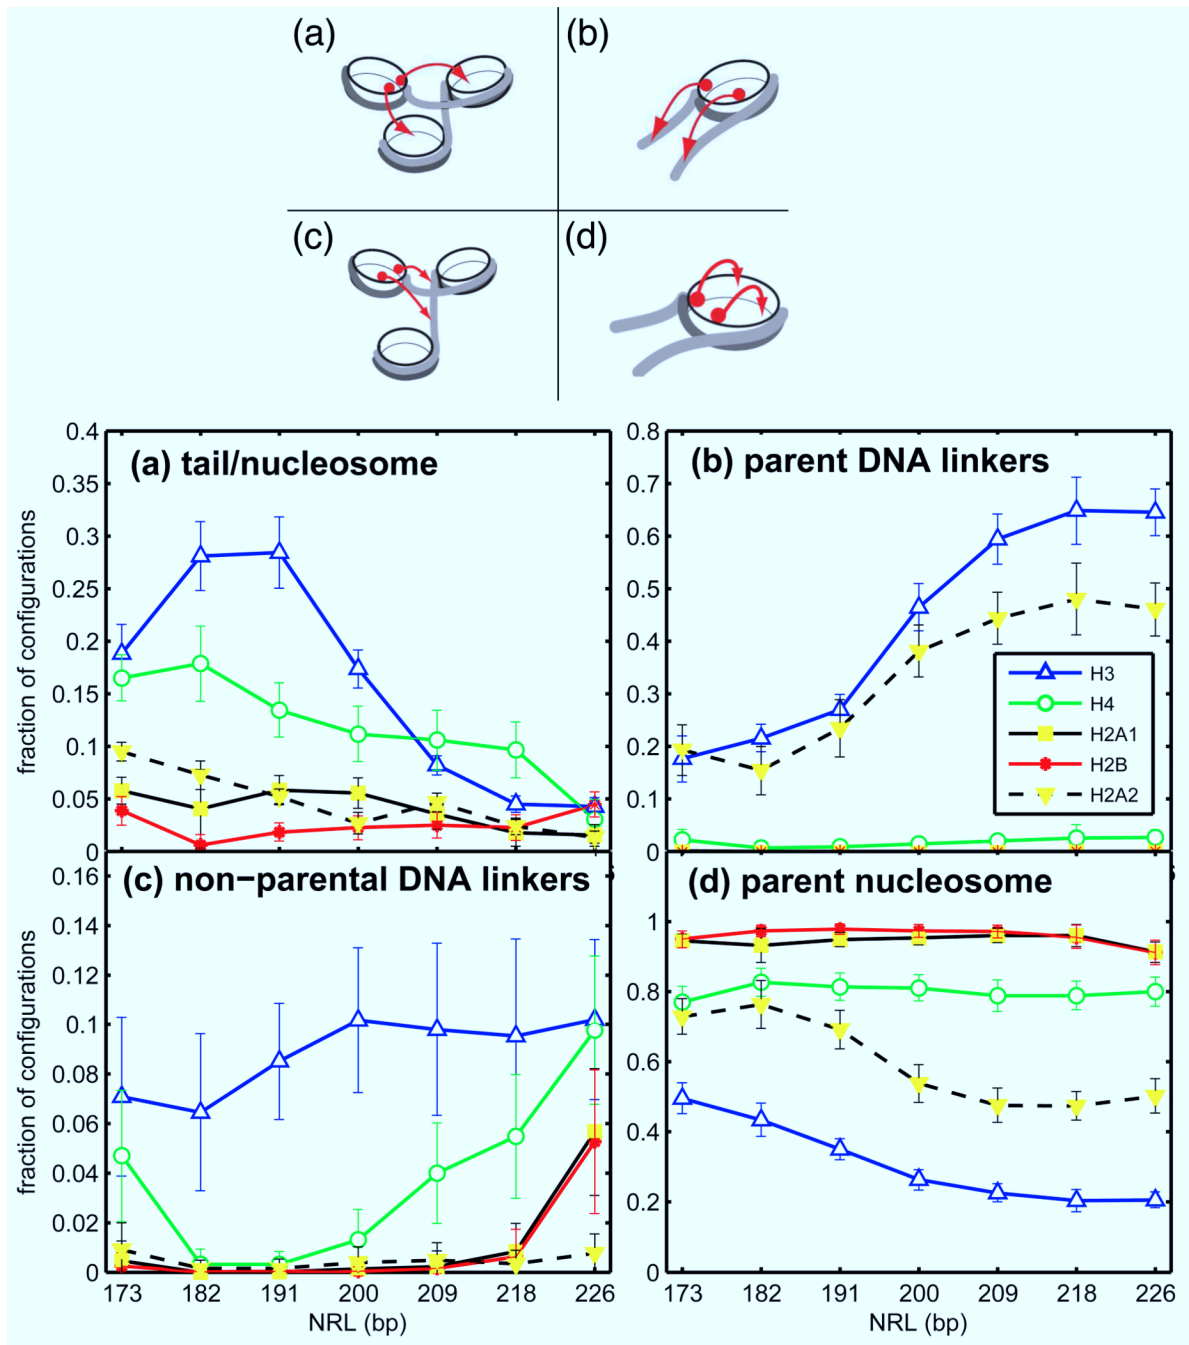 (a)
(b)
(c)
(d)
(a) tail/nucleosome
0.4
0.35
0.3
0.25
0.2
0.15
0.1
0.05
0
fraction of configurations
(b) parent DNA linkers
0.8
0.7
0.6
0.5
0.4
0.3
0.2
0.1
0
H3
H4
H2A1
H2B
H2A2
(c) non-parental DNA linkers
0.16
0.14
0.12
0.1
0.08
0.06
0.04
0.02
0
fraction of configurations
173 182 191 200 209 218 226
NRL (bp)
(d) parent nucleosome
1
0.8
0.6
0.4
0.2
0
173 182 191 200 209 218 226
NRL (bp)